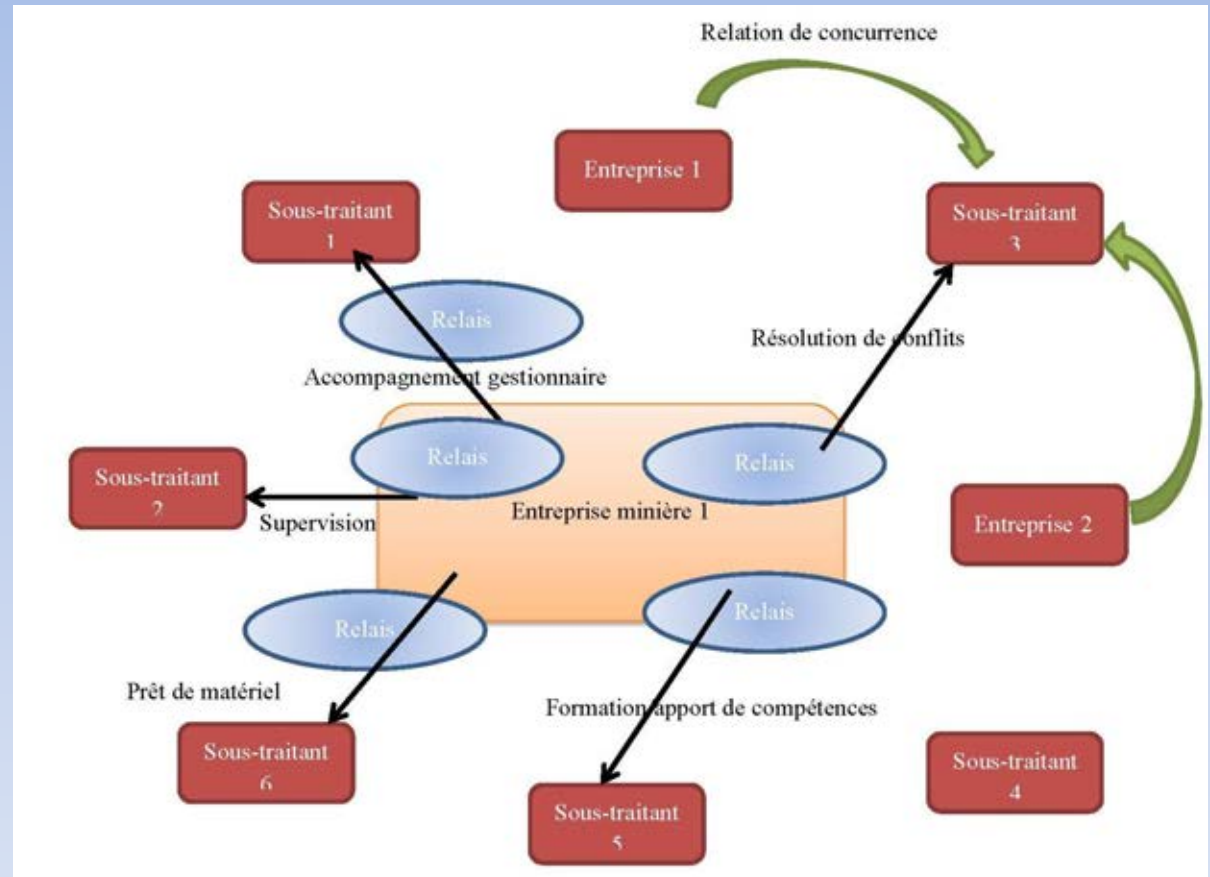 Relation de concurrence
Entreprise 1
Sous-traitant
1
Sous-traitant
3
Relais
Résolution de conflits
Accompagnement gestionnaire
Relais
Relais
Sous-traitant
2
Supervision
Entreprise minière 1
Entreprise 2
Relais
Relais
Prêt de matériel
Formation apport de compétences
Sous-traitant
6
Sous-traitant
4
Sous-traitant
5